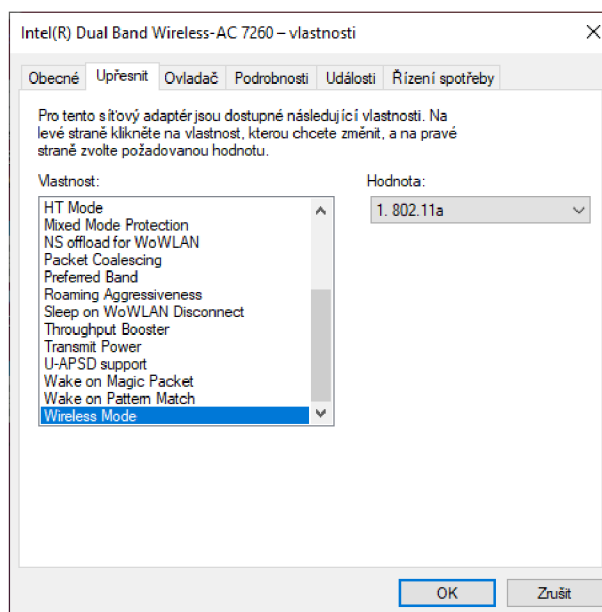 Intel(R) Dual Band Wireless-AC 7260 – vlastnosti
Obecné Upřesnit Ovladač Podrobnosti Události Řízení spotřeby
Pro tento síťový adaptér jsou dostupné následující vlastnosti. Na
levé straně klikněte na vlastnost, kterou chcete změnit, a na pravé
straně zvolte požadovanou hodnotu.
Vlastnost:
HT Mode
Mixed Mode Protection
NS offload for WoWLAN
Packet Coalescing
Preferred Band
Roaming Aggressiveness
Sleep on WoWLAN Disconnect
Throughput Booster
Transmit Power
U-APSD support
Wake on Magic Packet
Wake on Pattern Match
Wireless Mode
Hodnota:
1. 802.11a
OK Zrušit